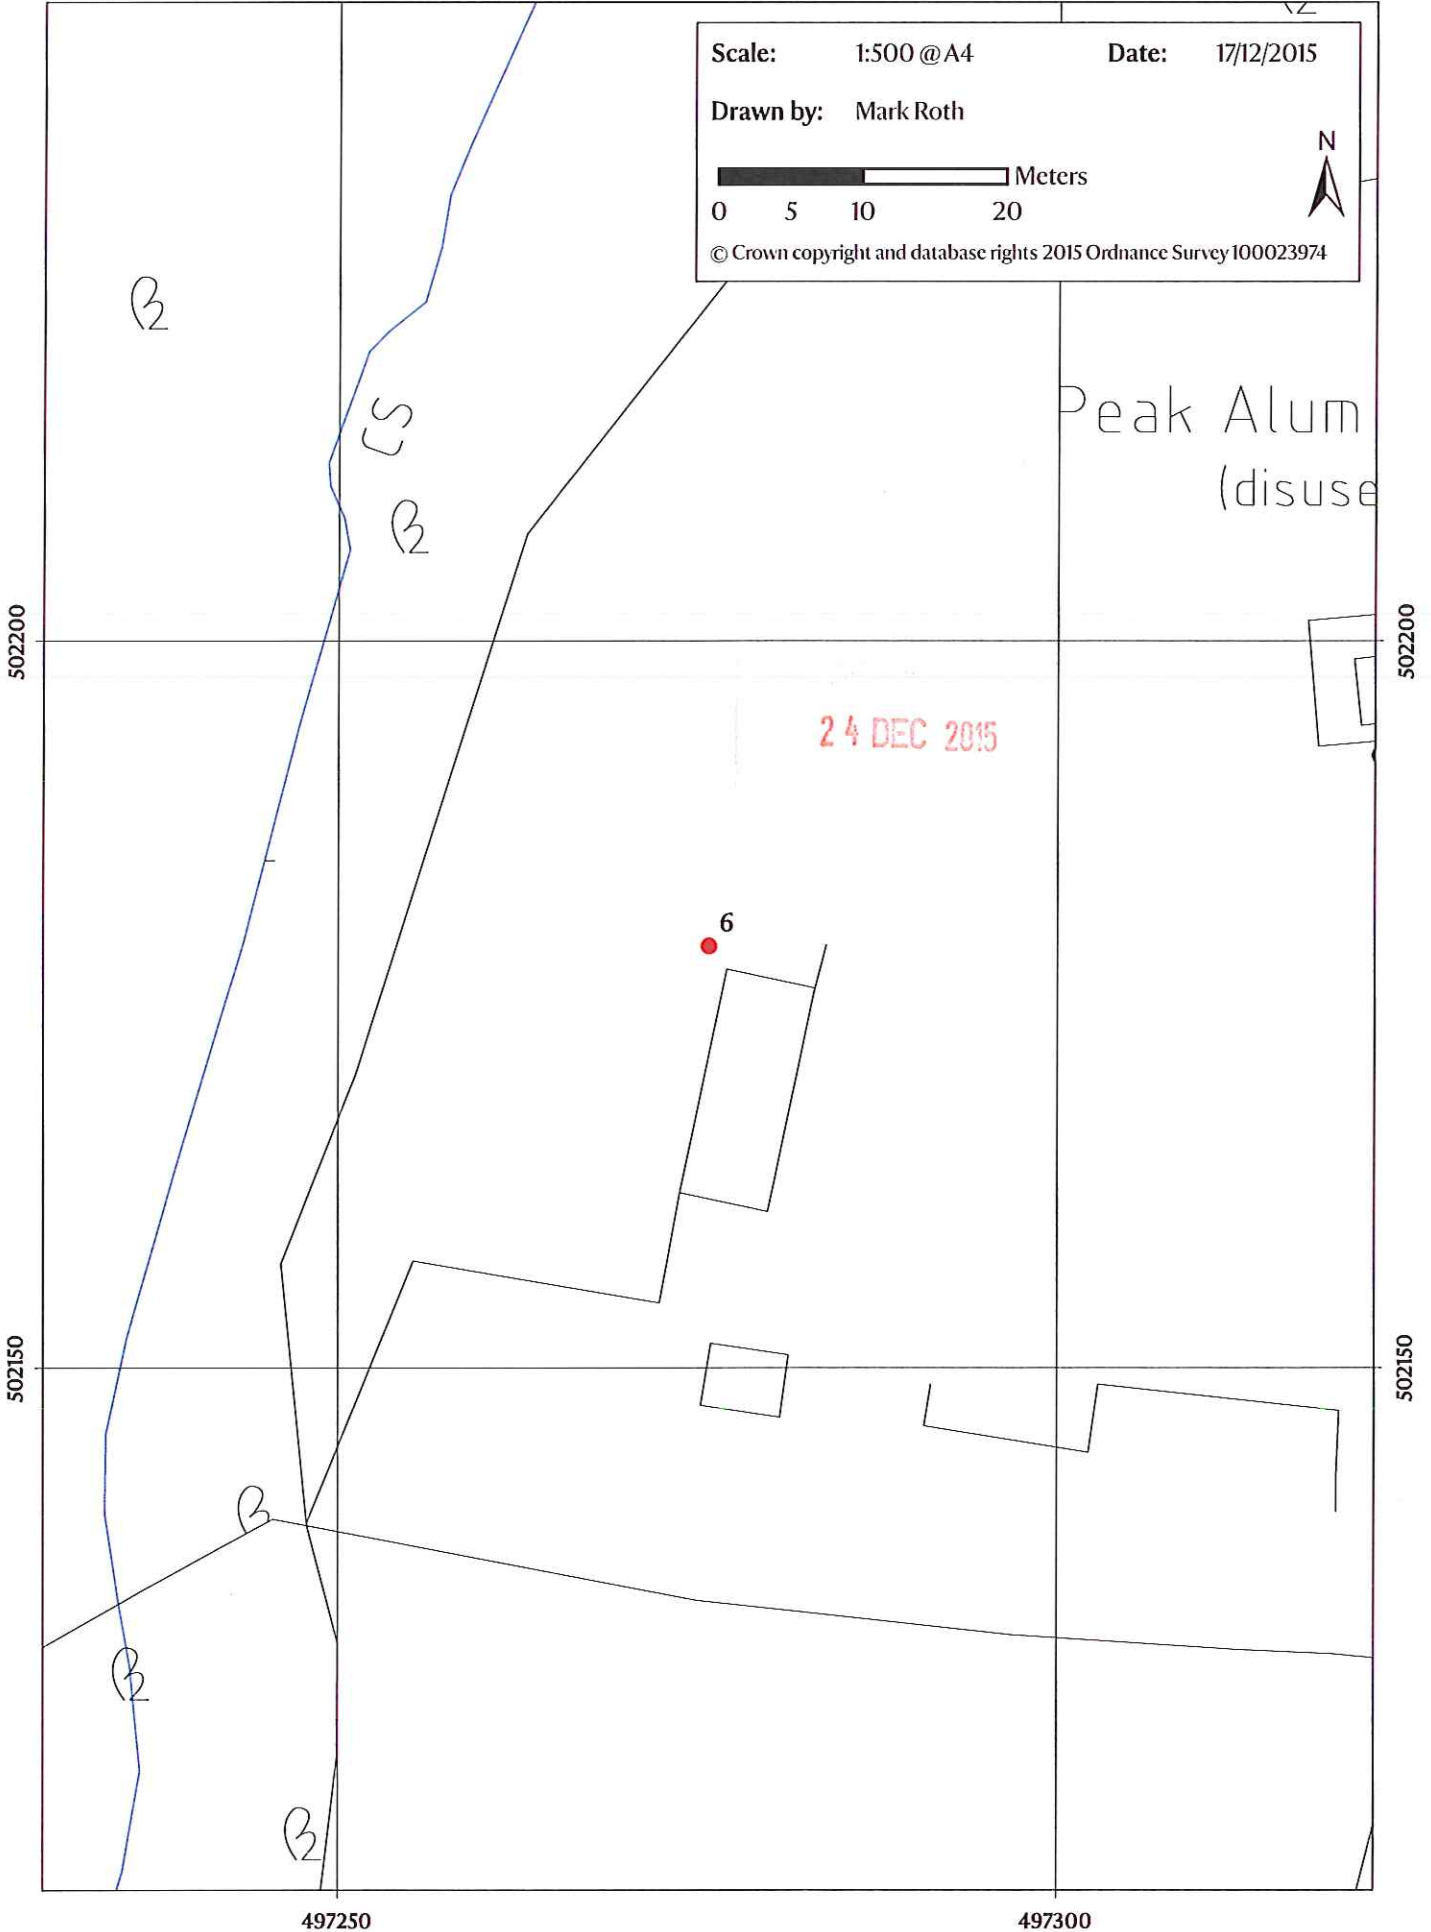 Scale: 1:500 @ A4 Date: 17/12/2015
Drawn by: Mark Roth
N
Meters
0 5 10 20
© Crown copyright and database rights 2015 Ordnance Survey 100023974
Peak Alum
(disuse
CS
502200
502200
24 DEC 2015
6
502150
502150
497250
497300